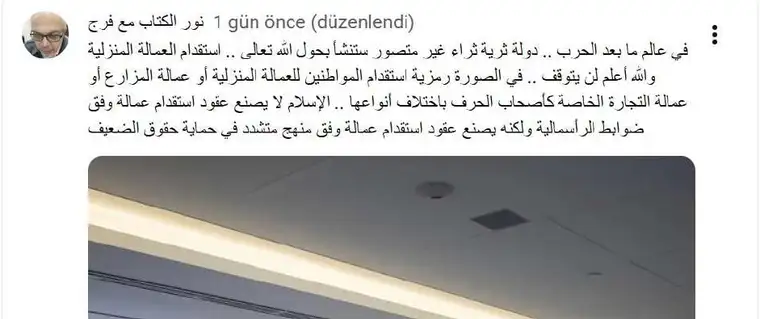 نور الكتاب مع فرج 1 gün önce (düzenlendi)
في عالم ما بعد الحرب .. دولة ثرية ثراء غير متصور ستنشأ بحول الله تعالى .. استقدام العمالة المنزلية
والله أعلم لن يتوقف .. في الصورة رمزية استقدام المواطنين للعمالة المنزلية أو عمالة المزارع أو
عمالة التجارة الخاصة كأصحاب الحرف باختلاف أنواعها .. الإسلام لا يصنع عقود استقدام عمالة وفق
ضوابط الرأسمالية ولكنه يصنع عقود استقدام عمالة وفق منهج متشدد في حماية حقوق الضعيف